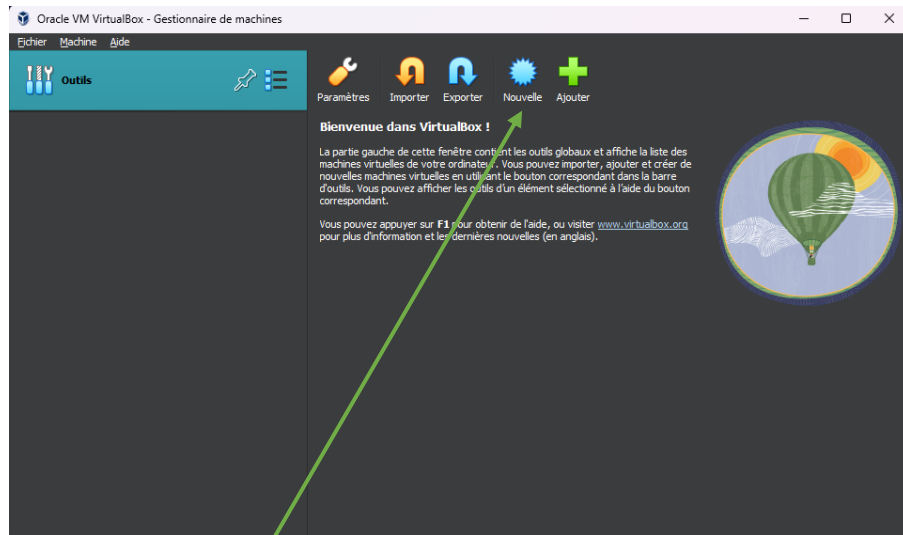 Oracle VM VirtualBox - Gestionnaire de machines
Fichier Machine Aide
Outils
Paramètres Importer Exporter Nouvelle Ajouter
Bienvenue dans VirtualBox !
La partie gauche de cette fenêtre contient les outils globaux et affiche la liste des
machines virtuelles de votre ordinateur. Vous pouvez importer, ajouter et créer de
nouvelles machines virtuelles en utilisant le bouton correspondant dans la barre
d'outils. Vous pouvez afficher les outils d'un élément sélectionné à l'aide du bouton
correspondant.
Vous pouvez appuyer sur F1 pour obtenir de l'aide, ou visiter www.virtualbox.org
pour plus d'information et les dernières nouvelles (en anglais).